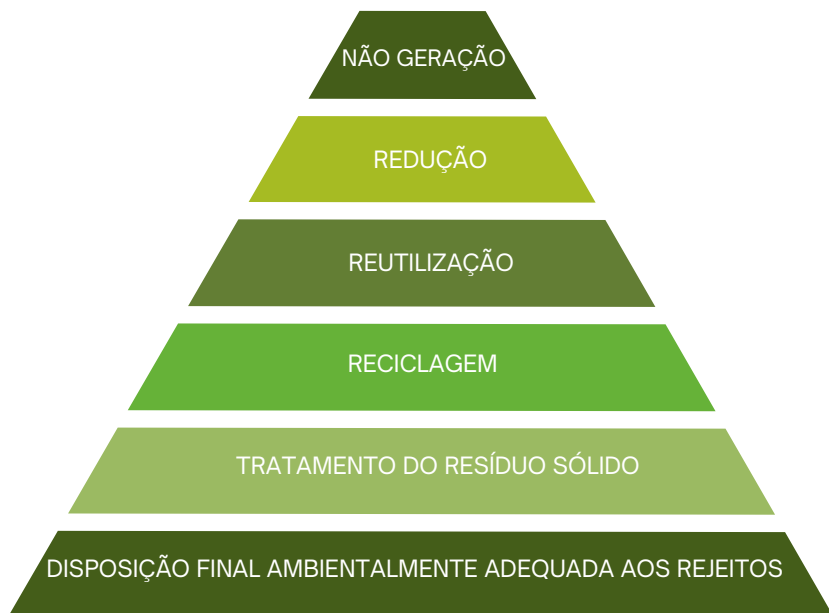 NÃO GERAÇÃO
REDUÇÃO
REUTILIZAÇÃO
RECICLAGEM
TRATAMENTO DO RESÍDUO SÓLIDO
DISPOSIÇÃO FINAL AMBIENTALMENTE ADEQUADA AOS REJEITOS